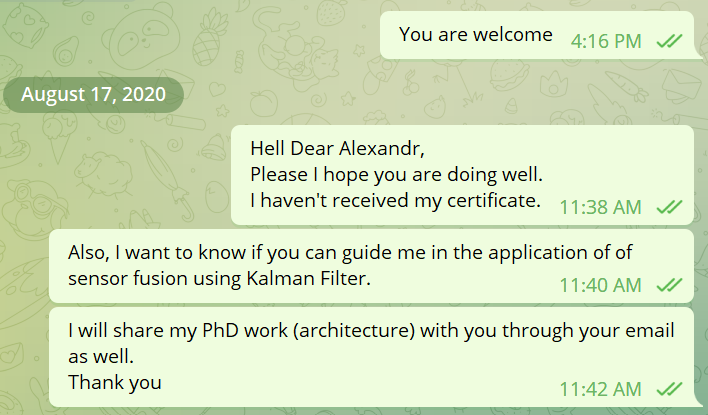 You are welcome
4:16 PM
August 17, 2020
Hell Dear Alexandr,
Please I hope you are doing well.
I haven't received my certificate.
11:38 AM
Also, I want to know if you can guide me in the application of of
sensor fusion using Kalman Filter.
11:40 AM
I will share my PhD work (architecture) with you through your email
as well.
Thank you
11:42 AM